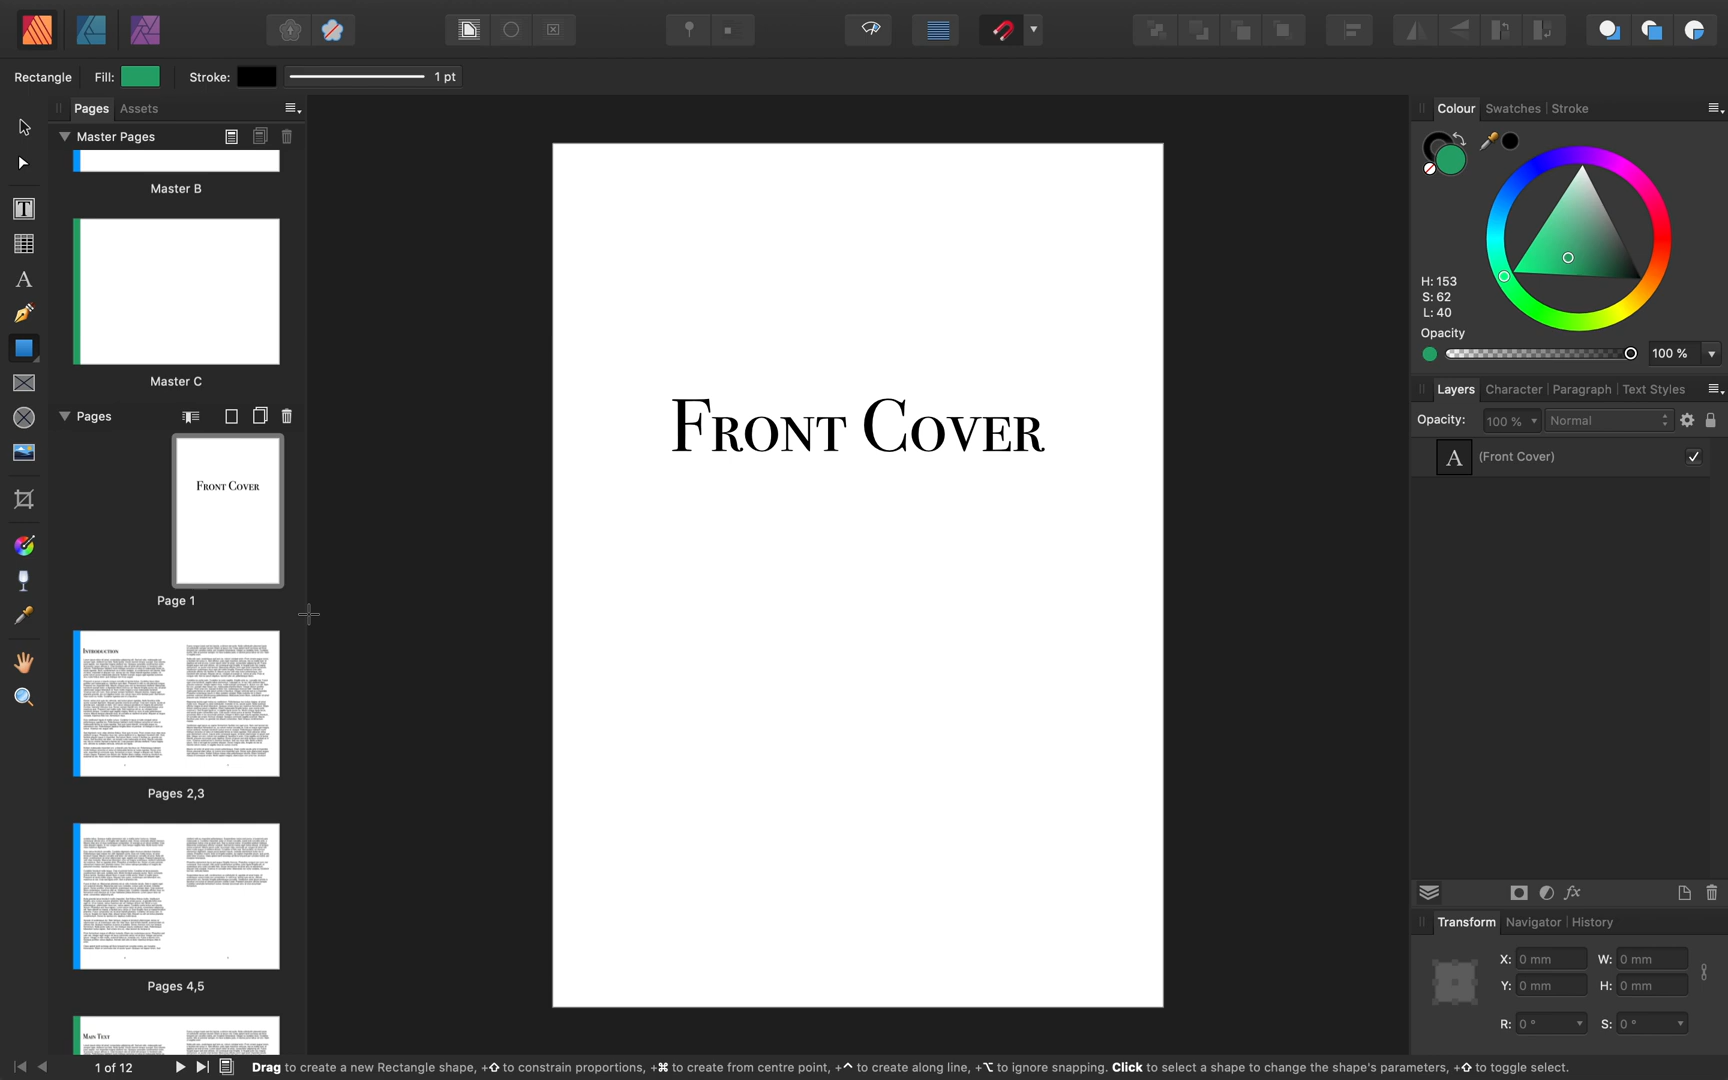 Rectangle Fill: Stroke: 1 pt
Pages Assets
Master Pages
Master B
Master C
Pages
Front Cover
Page 1
Introduction
Pages 2,3
Pages 4,5
Main Text
Front Cover
Colour Swatches Stroke
H: 153
S: 62
L: 40
Opacity
100 %
Layers Character Paragraph Text Styles
Opacity: 100 % Normal
A (Front Cover)
fx
Transform Navigator History
X: 0 mm W: 0 mm
Y: 0 mm H: 0 mm
R: 0 ° S: 0 °
1 of 12 Drag to create a new Rectangle shape, +⇧ to constrain proportions, +⌘ to create from centre point, +^ to create along line, +⌥ to ignore snapping. Click to select a shape to change the shape's parameters, +⇧ to toggle select.